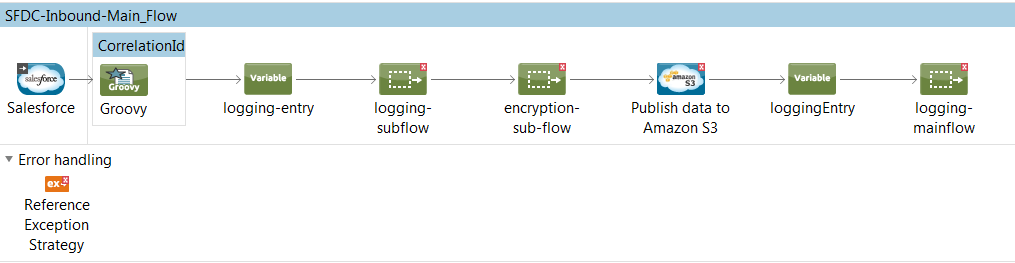 SFDC-Inbound-Main_Flow
CorrelationId
salesforce
Salesforce
Groovy
Groovy
Variable
logging-entry
logging-
subflow
encryption-
sub-flow
amazon
S3
Publish data to
Amazon S3
Variable
loggingEntry
logging-
mainflow
Error handling
ex
Reference
Exception
Strategy